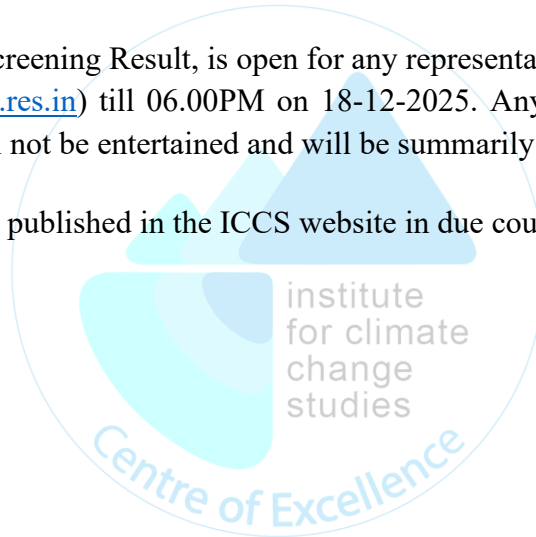 creening Result, is open for any representa
.res.in) till 06.00PM on 18-12-2025. Any
not be entertained and will be summarily
published in the ICCS website in due cou
institute
for climate
change
studies
Centre of Excellence